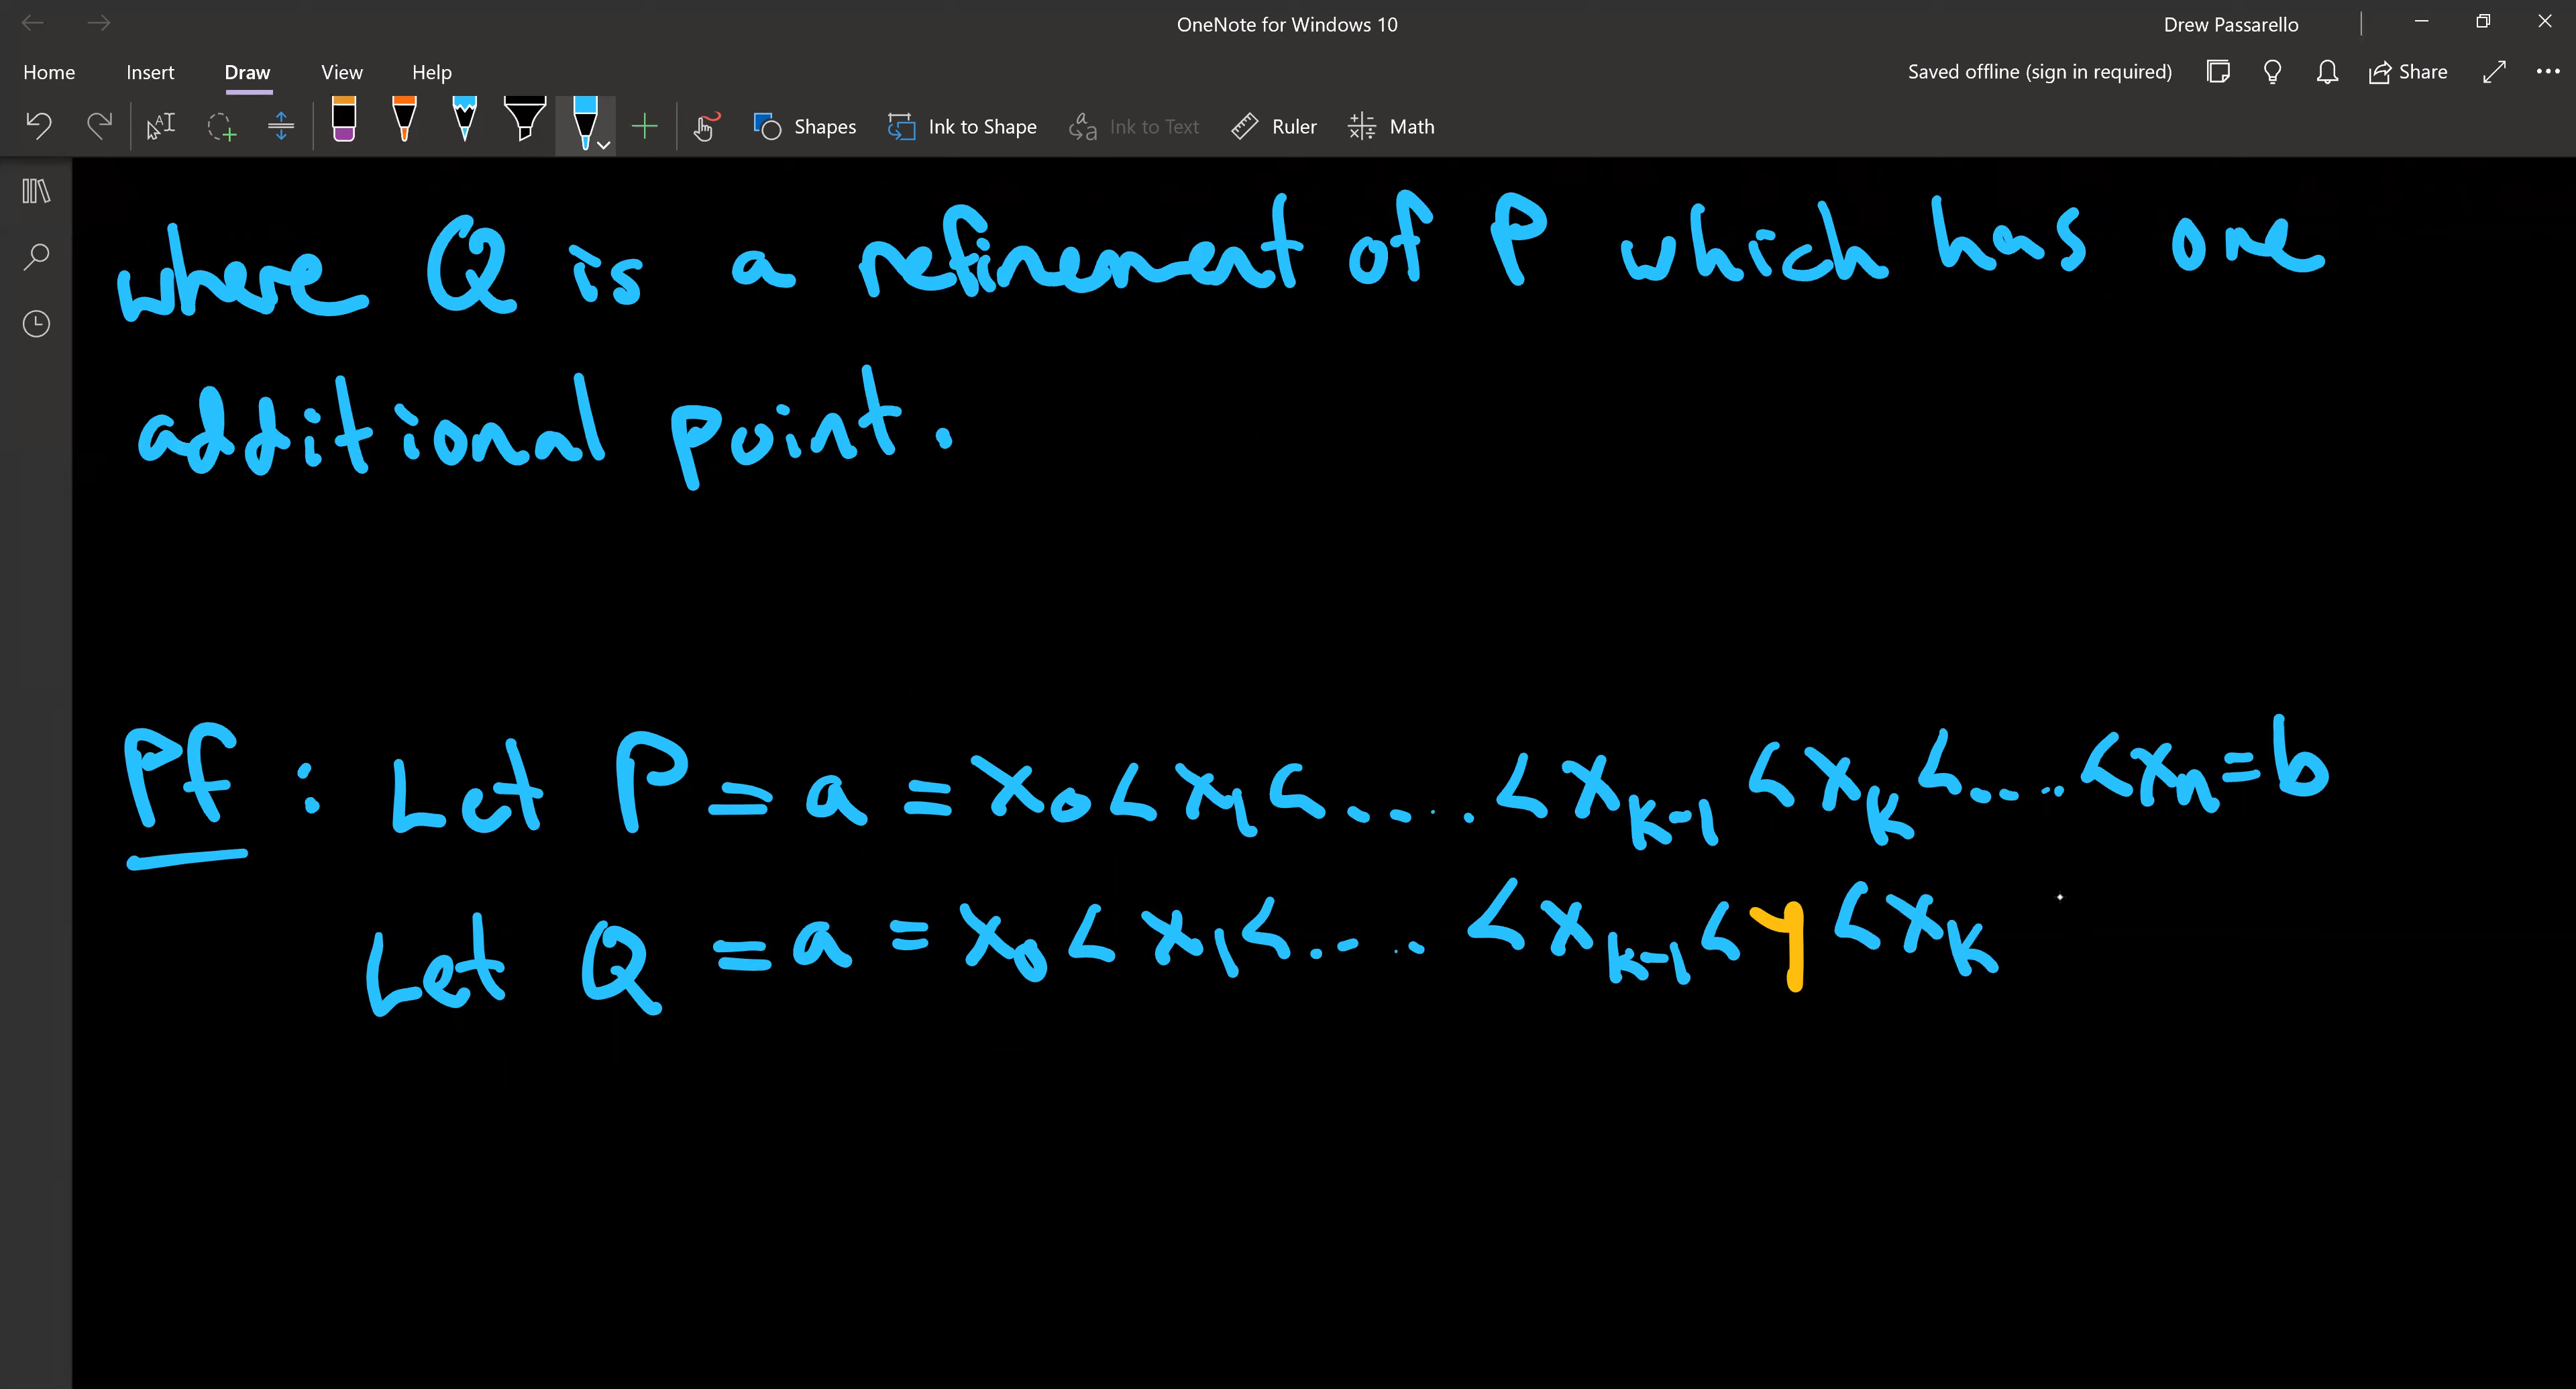 OneNote for Windows 10
Drew Passarello
Home Insert Draw View Help
Saved offline (sign in required) Share
Shapes Ink to Shape Ink to Text Ruler Math
where Q is a refinement of P which has one
additional point.
Pf : Let P = a = x₀ < x₁ < ..... < xₖ₋₁ < xₖ < ..... < xₙ = b
Let Q = a = x₀ < x₁ < ..... < xₖ₋₁ < y < xₖ